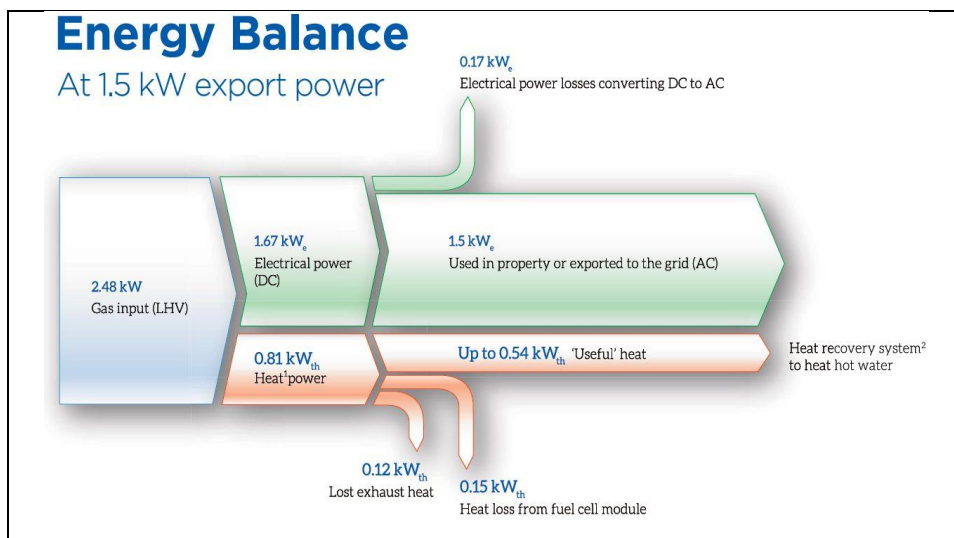 Energy Balance
At 1.5 kW export power
0.17 kWe
Electrical power losses converting DC to AC
2.48 kW
Gas input (LHV)
1.67 kWe
Electrical power
(DC)
1.5 kWe
Used in property or exported to the grid (AC)
0.81 kWth
Heat¹power
Up to 0.54 kWth 'Useful' heat
Heat recovery system²
to heat hot water
0.12 kWth
Lost exhaust heat
0.15 kWth
Heat loss from fuel cell module